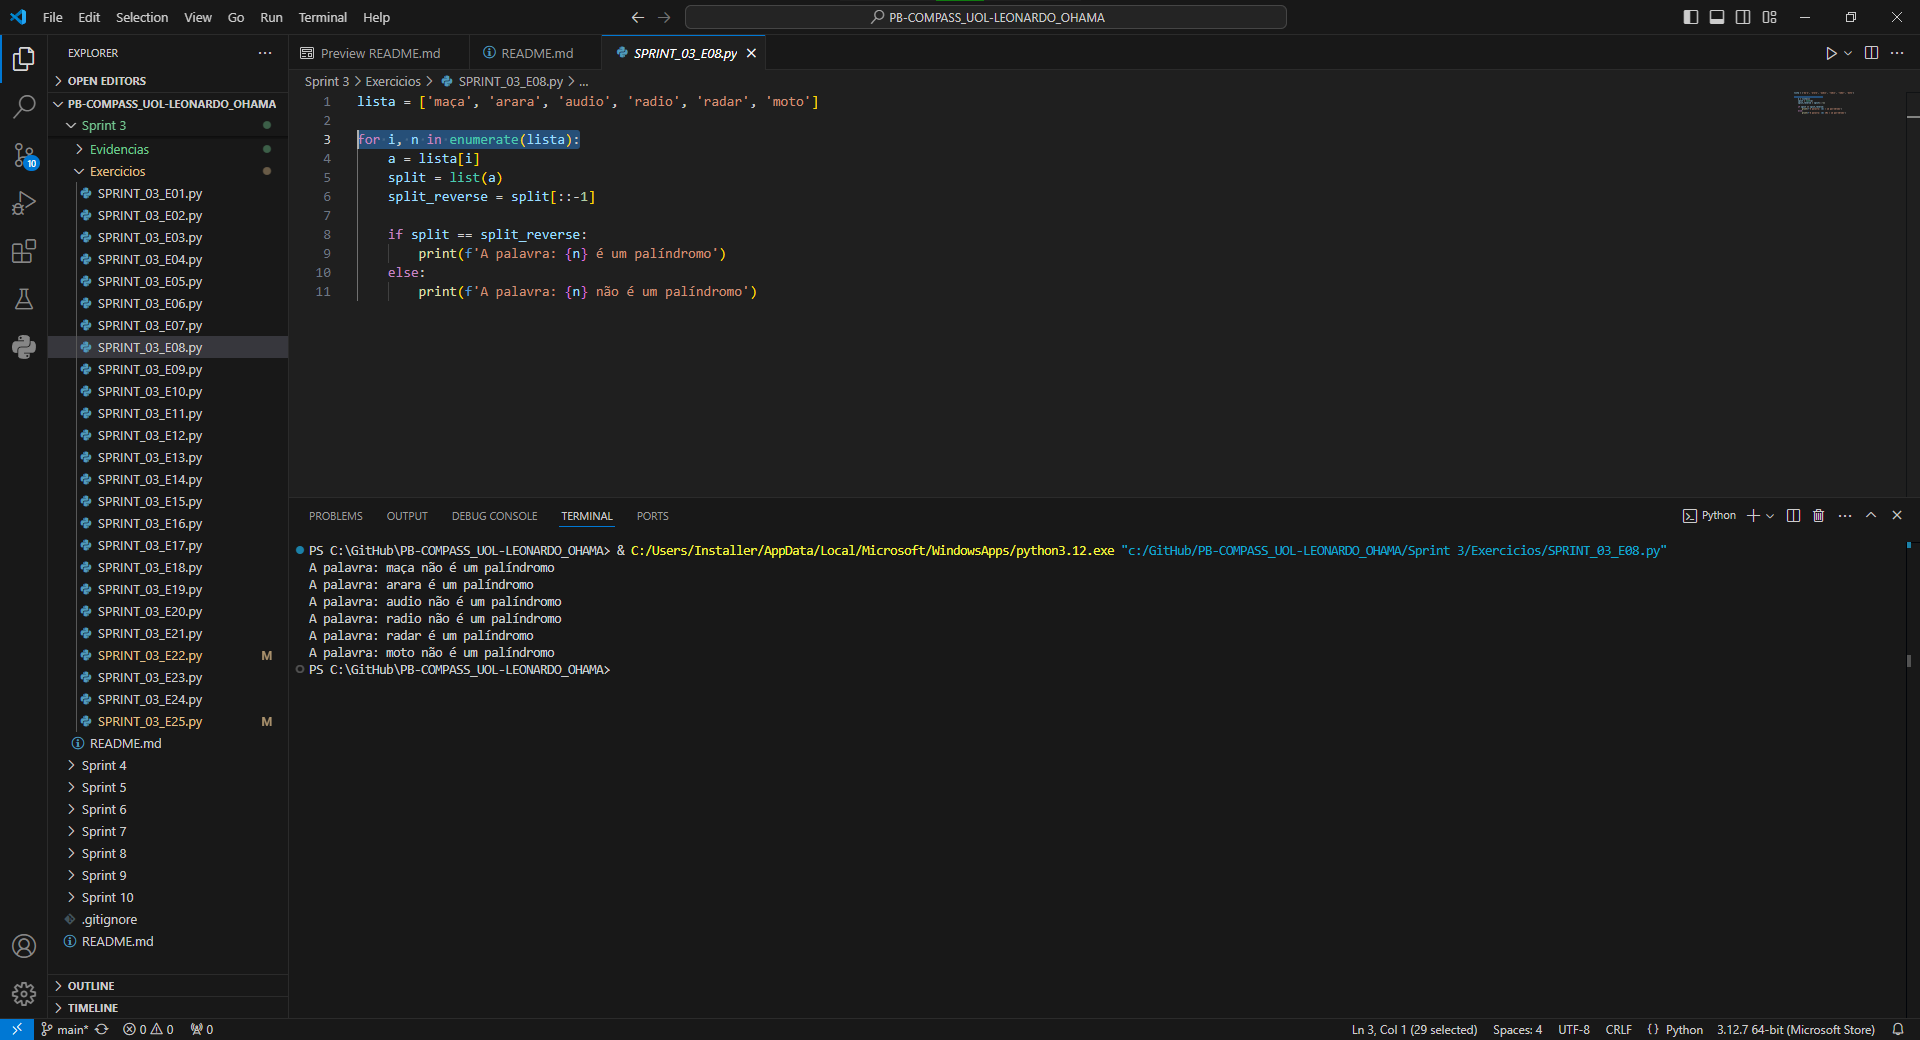 File Edit Selection View Go Run Terminal Help
PB-COMPASS_UOL-LEONARDO_OHAMA
EXPLORER
OPEN EDITORS
PB-COMPASS_UOL-LEONARDO_OHAMA
Sprint 3
Evidencias
Exercicios
SPRINT_03_E01.py
SPRINT_03_E02.py
SPRINT_03_E03.py
SPRINT_03_E04.py
SPRINT_03_E05.py
SPRINT_03_E06.py
SPRINT_03_E07.py
SPRINT_03_E08.py
SPRINT_03_E09.py
SPRINT_03_E10.py
SPRINT_03_E11.py
SPRINT_03_E12.py
SPRINT_03_E13.py
SPRINT_03_E14.py
SPRINT_03_E15.py
SPRINT_03_E16.py
SPRINT_03_E17.py
SPRINT_03_E18.py
SPRINT_03_E19.py
SPRINT_03_E20.py
SPRINT_03_E21.py
SPRINT_03_E22.py M
SPRINT_03_E23.py
SPRINT_03_E24.py
SPRINT_03_E25.py M
README.md
Sprint 4
Sprint 5
Sprint 6
Sprint 7
Sprint 8
Sprint 9
Sprint 10
.gitignore
README.md
OUTLINE
TIMELINE
10
Preview README.md README.md SPRINT_03_E08.py
Sprint 3 > Exercicios > SPRINT_03_E08.py > ...
1 lista = ['maça', 'arara', 'audio', 'radio', 'radar', 'moto']
2
3 for i, n in enumerate(lista):
4     a = lista[i]
5     split = list(a)
6     split_reverse = split[::-1]
7
8     if split == split_reverse:
9         print(f'A palavra: {n} é um palíndromo')
10     else:
11         print(f'A palavra: {n} não é um palíndromo')
PROBLEMS OUTPUT DEBUG CONSOLE TERMINAL PORTS
Python
PS C:\GitHub\PB-COMPASS_UOL-LEONARDO_OHAMA> & C:/Users/Installer/AppData/Local/Microsoft/WindowsApps/python3.12.exe "c:/GitHub/PB-COMPASS_UOL-LEONARDO_OHAMA/Sprint 3/Exercicios/SPRINT_03_E08.py"
A palavra: maça não é um palíndromo
A palavra: arara é um palíndromo
A palavra: audio não é um palíndromo
A palavra: radio não é um palíndromo
A palavra: radar é um palíndromo
A palavra: moto não é um palíndromo
PS C:\GitHub\PB-COMPASS_UOL-LEONARDO_OHAMA>
main* 0 0 0
Ln 3, Col 1 (29 selected) Spaces: 4 UTF-8 CRLF {} Python 3.12.7 64-bit (Microsoft Store)